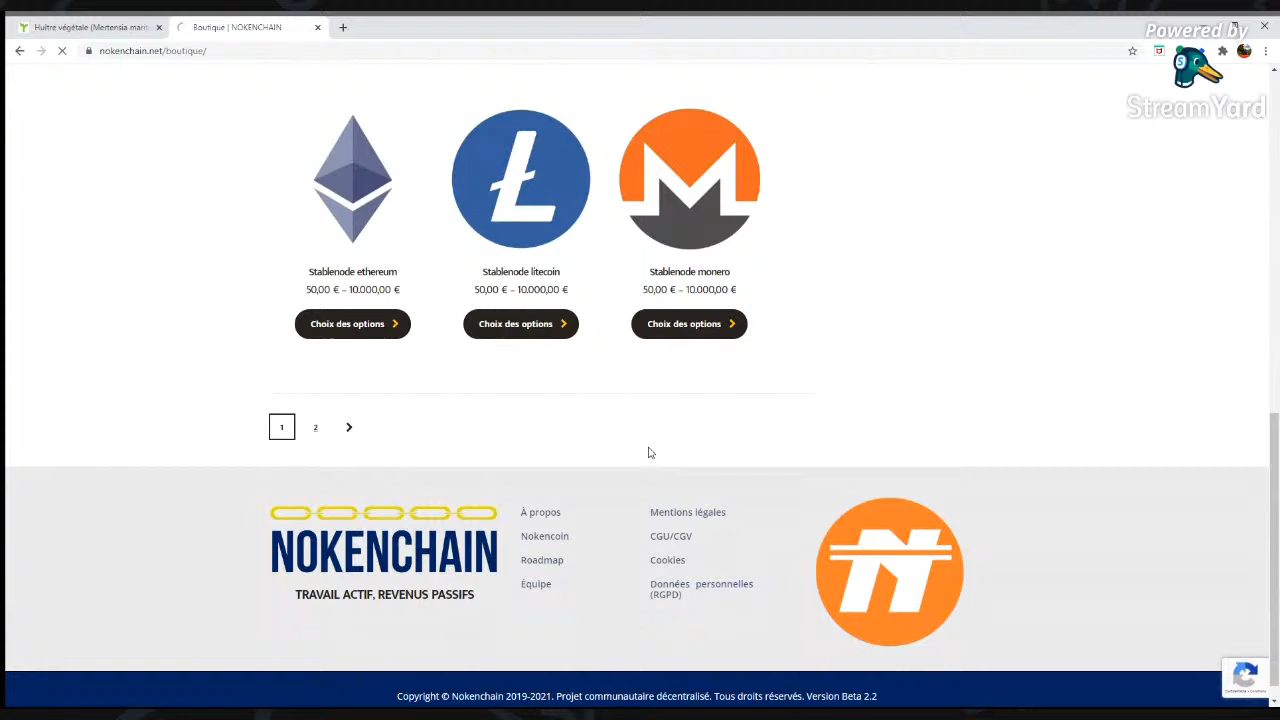 Huître végétale (Mertensia marit
Boutique | NOKENCHAIN
Powered by
nokenchain.net/boutique/
StreamYard
Stablenode ethereum
Stablenode litecoin
Stablenode monero
50,00 € – 10.000,00 €
50,00 € – 10.000,00 €
50,00 € – 10.000,00 €
Choix des options
Choix des options
Choix des options
1
2
NOKENCHAIN
TRAVAIL ACTIF, REVENUS PASSIFS
À propos
Nokencoin
Roadmap
Equipe
Mentions légales
CGU/CGV
Cookies
Données personnelles
(RGPD)
Copyright © Nokenchain 2019-2021. Projet communautaire décentralisé. Tous droits réservés. Version Beta 2.2